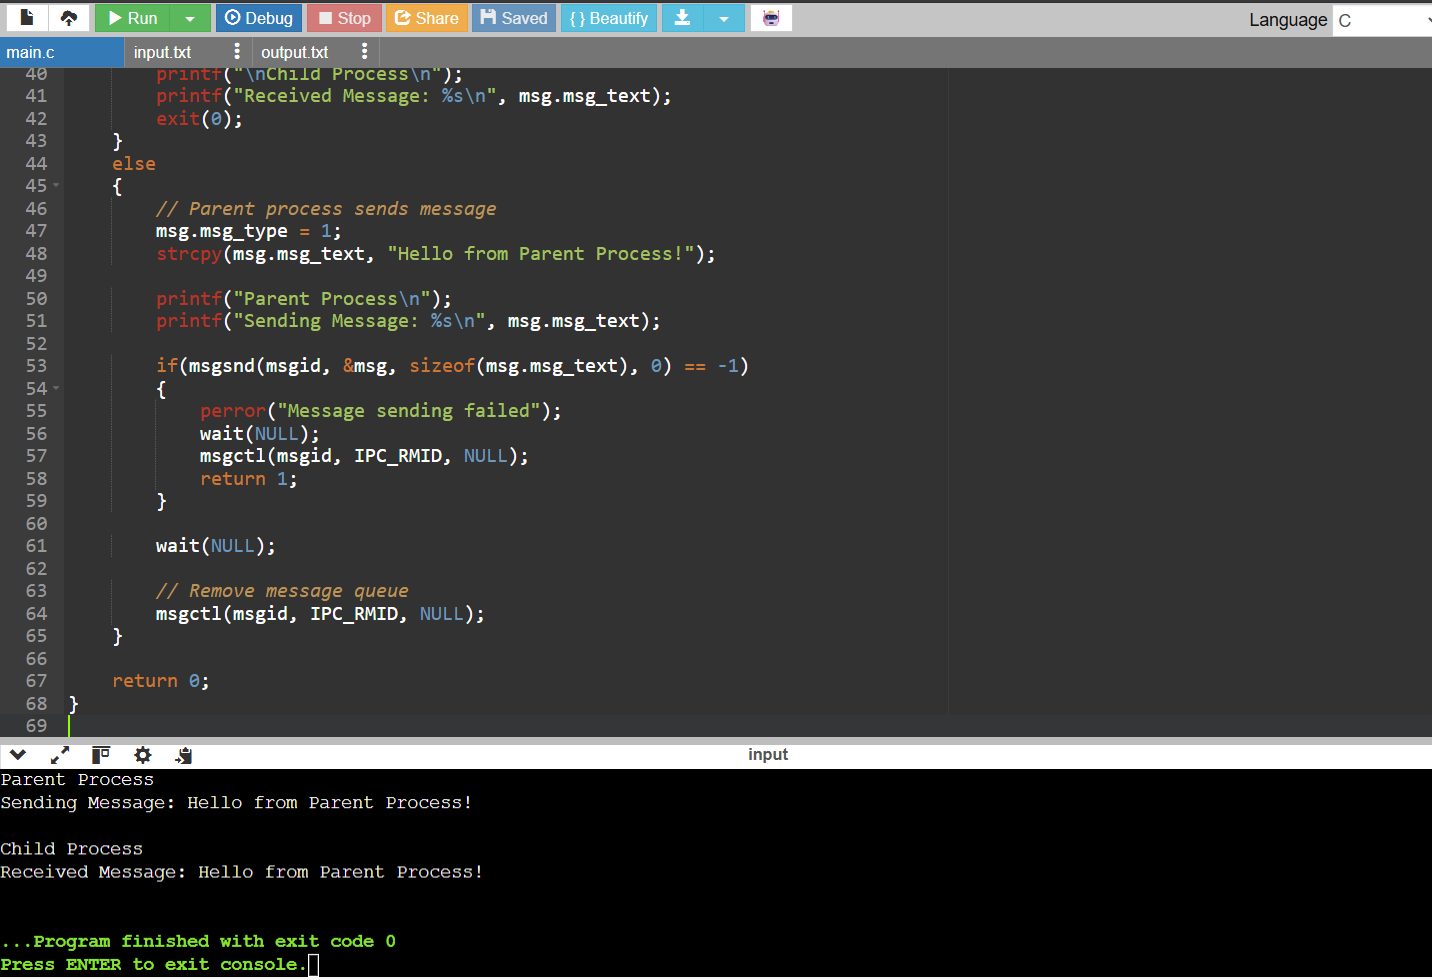 Run Debug Stop Share Saved {} Beautify Language C
main.c input.txt output.txt
40 printf("\nChild Process\n");
41 printf("Received Message: %s\n", msg.msg_text);
42 exit(0);
43 }
44 else
45 {
46 // Parent process sends message
47 msg.msg_type = 1;
48 strcpy(msg.msg_text, "Hello from Parent Process!");
49
50 printf("Parent Process\n");
51 printf("Sending Message: %s\n", msg.msg_text);
52
53 if(msgsnd(msgid, &msg, sizeof(msg.msg_text), 0) == -1)
54 {
55 perror("Message sending failed");
56 wait(NULL);
57 msgctl(msgid, IPC_RMID, NULL);
58 return 1;
59 }
60
61 wait(NULL);
62
63 // Remove message queue
64 msgctl(msgid, IPC_RMID, NULL);
65 }
66
67 return 0;
68 }
69
input
Parent Process
Sending Message: Hello from Parent Process!
Child Process
Received Message: Hello from Parent Process!
...Program finished with exit code 0
Press ENTER to exit console.